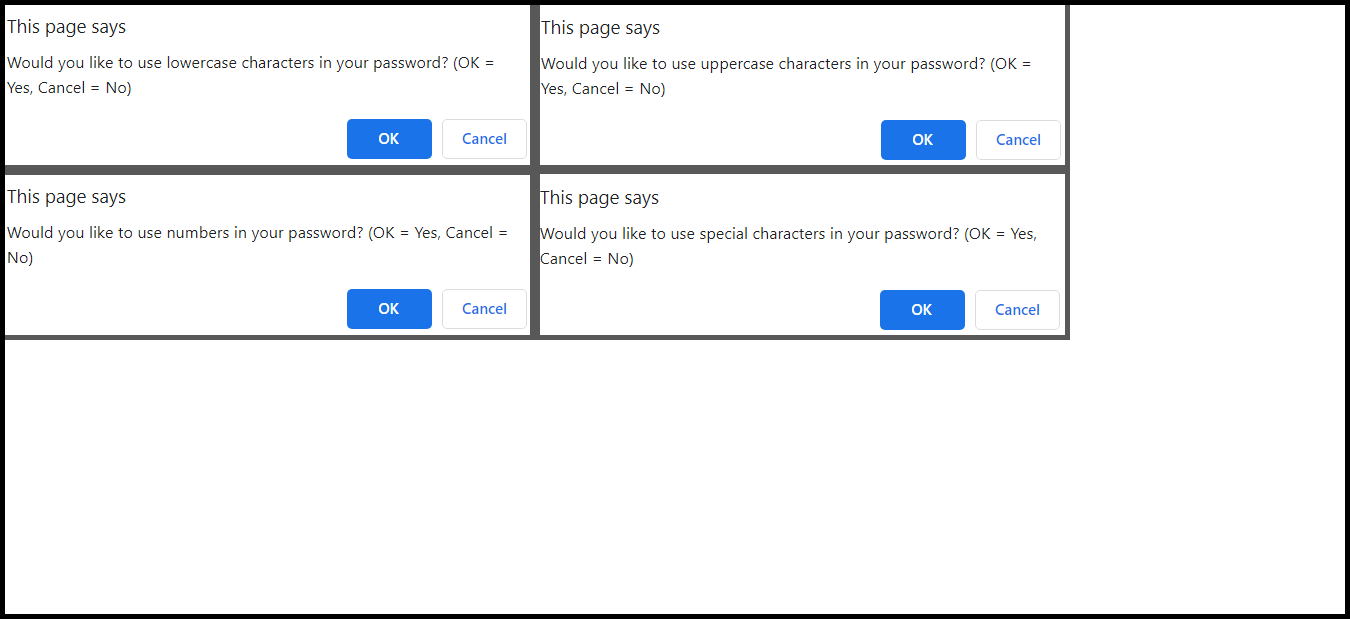 This page says
Would you like to use lowercase characters in your password? (OK =
Yes, Cancel = No)
OK Cancel
This page says
Would you like to use uppercase characters in your password? (OK =
Yes, Cancel = No)
OK Cancel
This page says
Would you like to use numbers in your password? (OK = Yes, Cancel =
No)
OK Cancel
This page says
Would you like to use special characters in your password? (OK = Yes,
Cancel = No)
OK Cancel